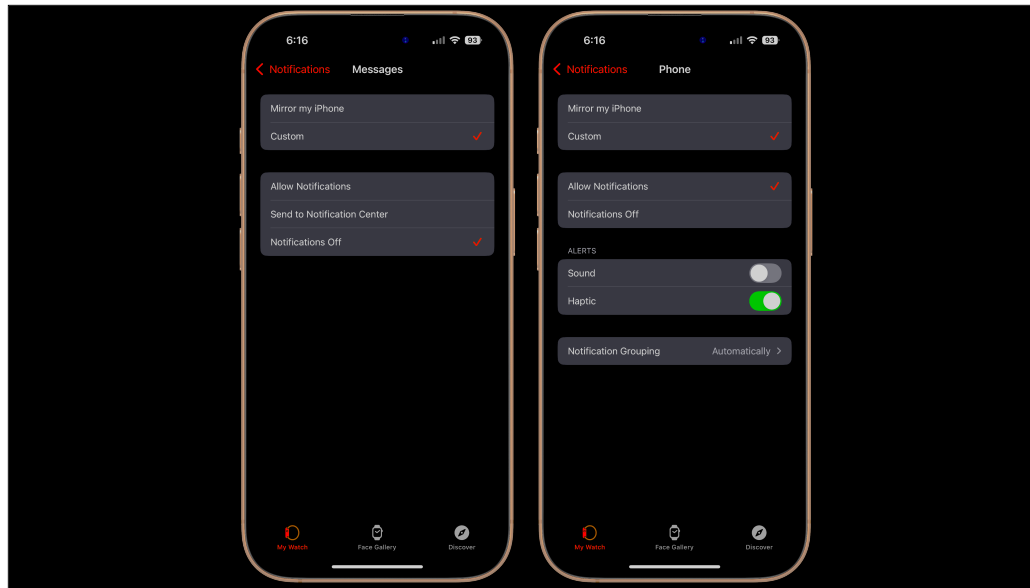 6:16
93
Notifications
Messages
Mirror my iPhone
Custom
Allow Notifications
Send to Notification Center
Notifications Off
My Watch
Face Gallery
Discover
6:16
93
Notifications
Phone
Mirror my iPhone
Custom
Allow Notifications
Notifications Off
ALERTS
Sound
Haptic
Notification Grouping Automatically
My Watch
Face Gallery
Discover